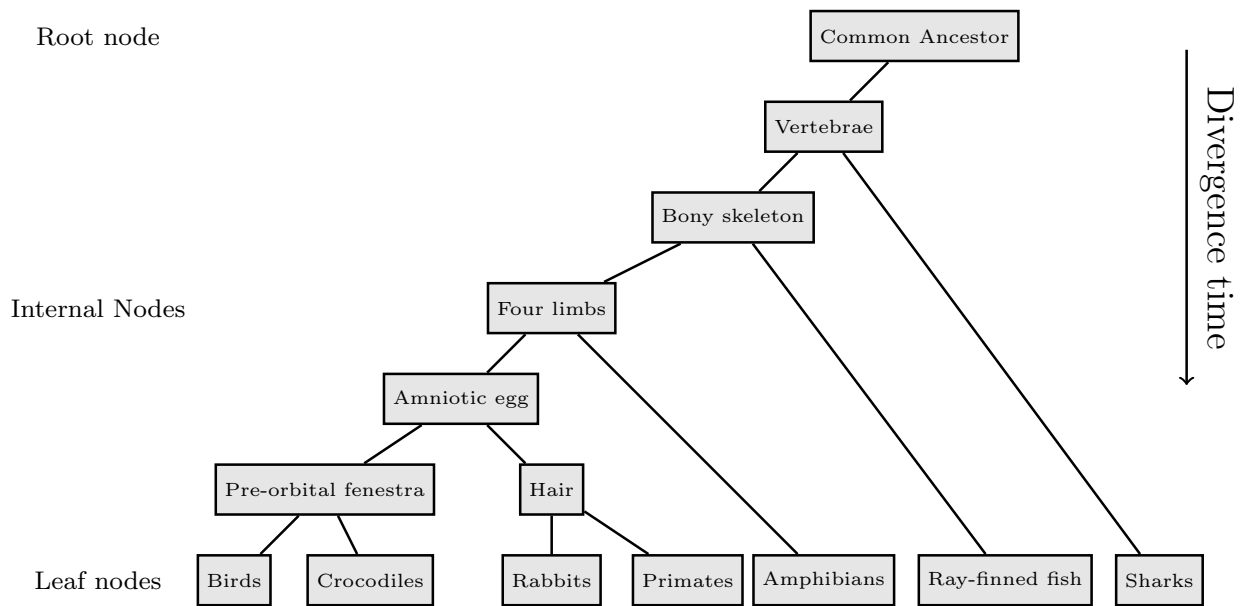 Root node
Common Ancestor
Vertebrae
Bony skeleton
Internal Nodes
Four limbs
Amniotic egg
Pre-orbital fenestra
Hair
Leaf nodes
Birds
Crocodiles
Rabbits
Primates
Amphibians
Ray-finned fish
Sharks
Divergence time